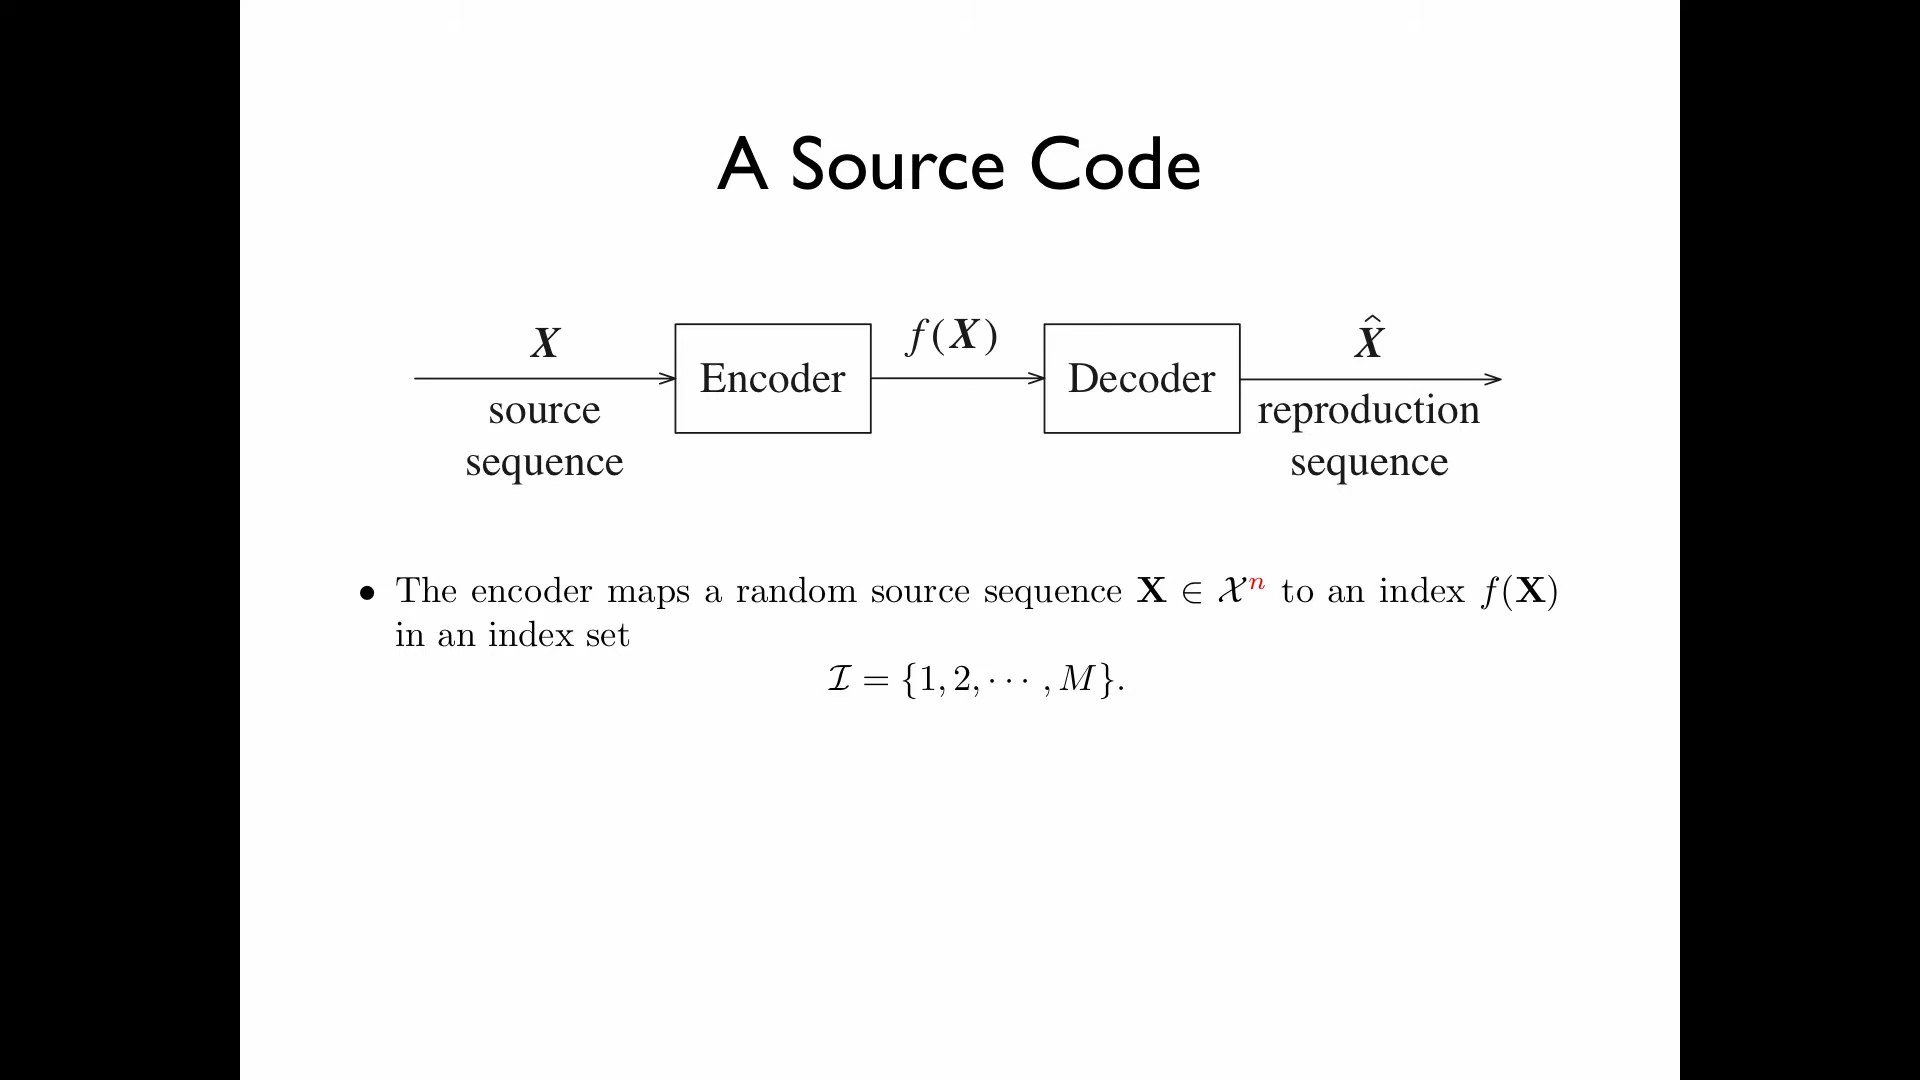 A Source Code
X
source
sequence
Encoder
f(X)
Decoder
X̂
reproduction
sequence
• The encoder maps a random source sequence X ∈ 𝒳ⁿ to an index f(X)
in an index set
ℐ = {1, 2, ··· , M}.